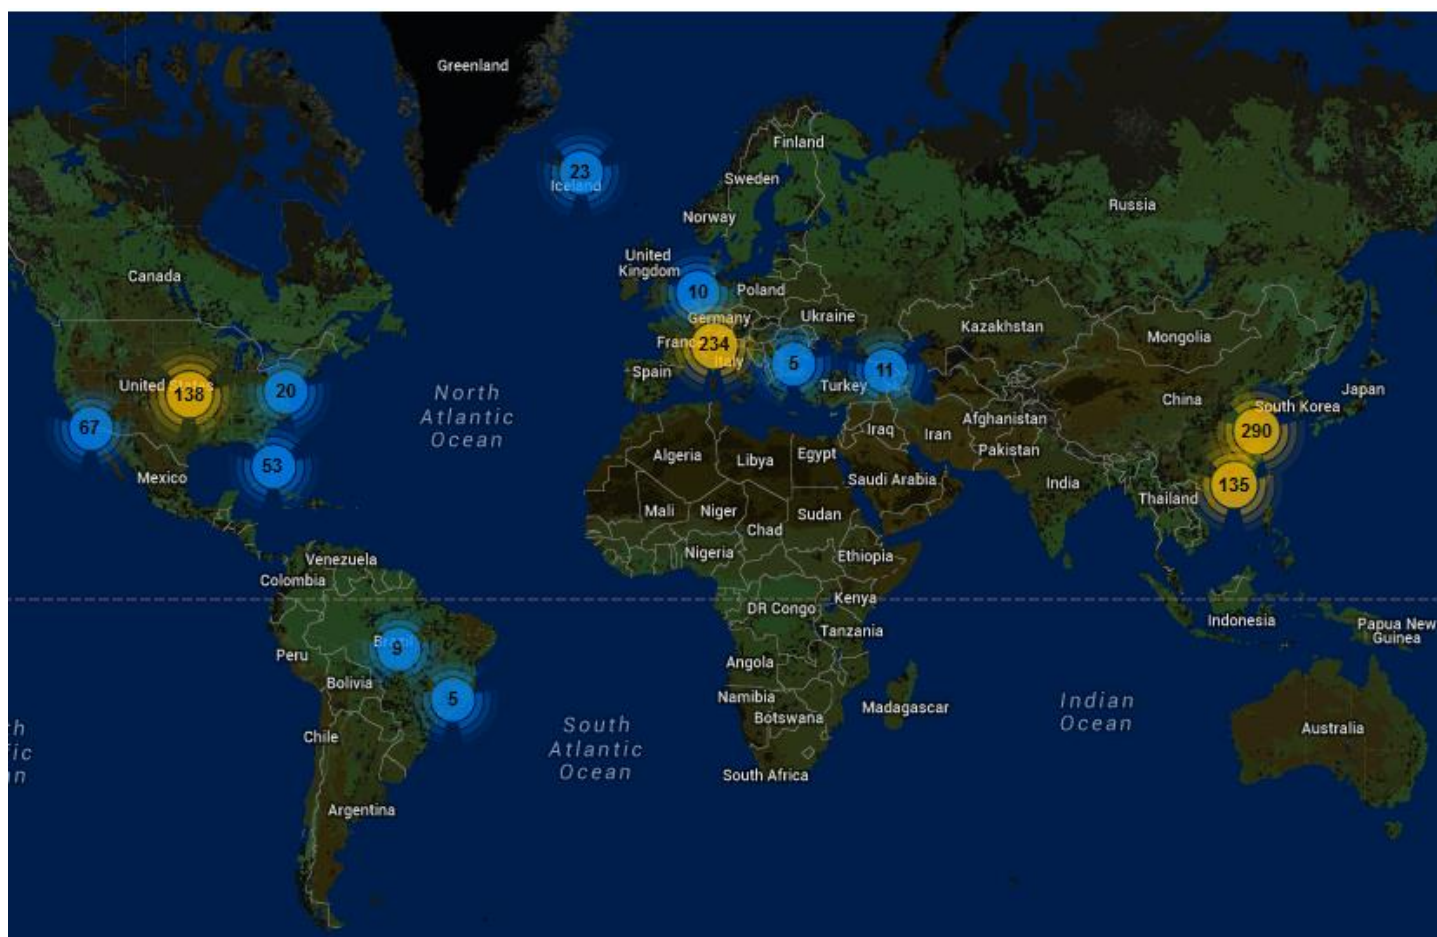 Greenland
Finland
23
Iceland
Sweden
Russia
Norway
United
Kingdom
Canada
10
Poland
Germany
Ukraine
Kazakhstan
Mongolia
France
234
Italy
Spain
5
11
Turkey
United States
138
20
North
Atlantic
Ocean
China
Japan
South Korea
Afghanistan
67
Iraq
Iran
290
Pakistan
Algeria
Libya
Egypt
53
Mexico
Saudi Arabia
India
135
Thailand
Mali
Niger
Sudan
Chad
Venezuela
Nigeria
Ethiopia
Colombia
Kenya
DR Congo
Indonesia
Papua New
Guinea
Tanzania
Brazil
9
Peru
Angola
Bolivia
5
Namibia
Botswana
Madagascar
Indian
Ocean
South
Atlantic
Ocean
Chile
Australia
th
fic
an
South Africa
Argentina